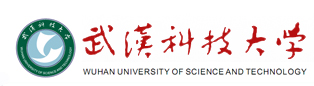 武漢科技大学
WUHAN UNIVERSITY OF SCIENCE AND TECHNOLOGY